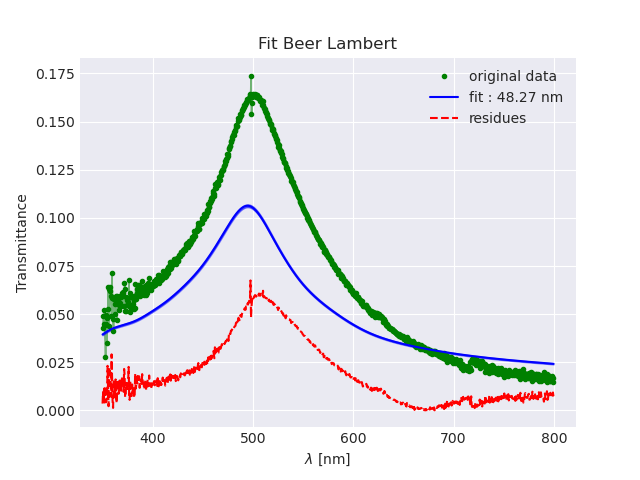 Fit Beer Lambert
original data
fit : 48.27 nm
residues
0.175
0.150
0.125
0.100
0.075
0.050
0.025
0.000
Transmittance
400
500
600
700
800
λ [nm]